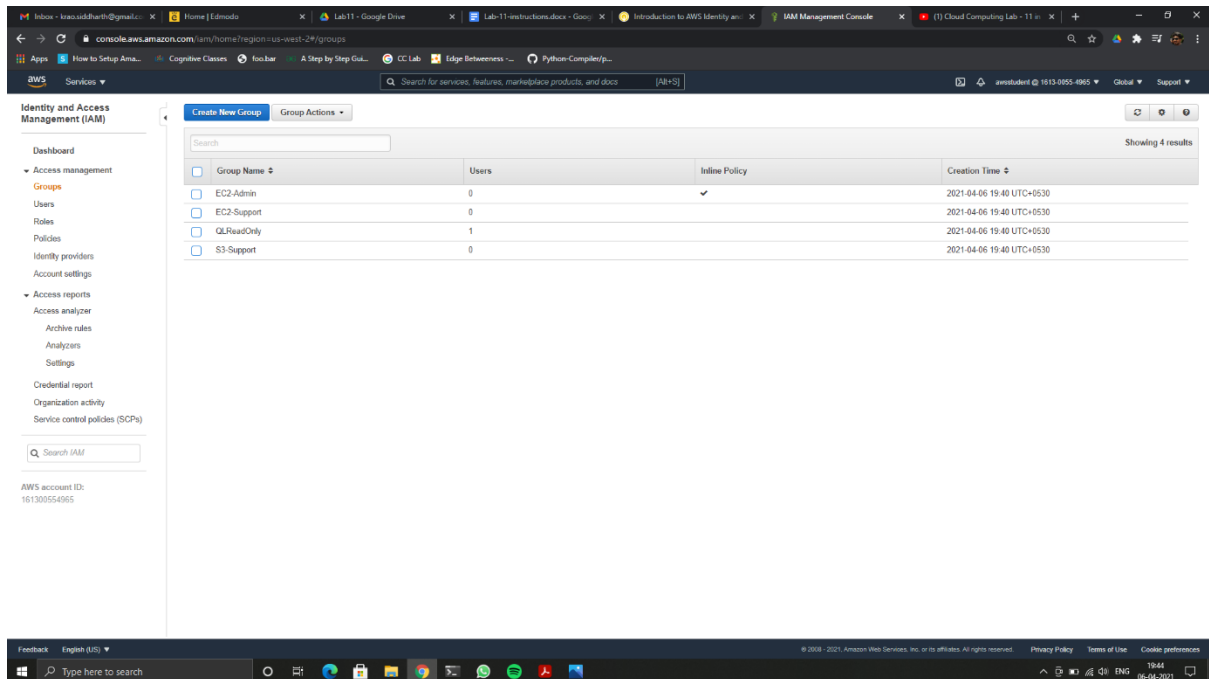 Inbox - krao.siddharth@gmail.co
Home | Edmodo
Lab11 - Google Drive
Lab-11-instructions.docx - Goog
Introduction to AWS Identity and
IAM Management Console
(1) Cloud Computing Lab - 11 in
console.aws.amazon.com/iam/home?region=us-west-2#/groups
Apps
How to Setup Ama...
Cognitive Classes
foo.bar
A Step by Step Gui...
CC Lab
Edge Betweeness -...
Python-Compiler/p...
aws
Services
Search for services, features, marketplace products, and docs
[Alt+S]
awsstudent @ 1613-0055-4965
Global
Support
Identity and Access
Management (IAM)
Dashboard
Access management
Groups
Users
Roles
Policies
Identity providers
Account settings
Access reports
Access analyzer
Archive rules
Analyzers
Settings
Credential report
Organization activity
Service control policies (SCPs)
Search IAM
AWS account ID:
161300554965
Create New Group
Group Actions
Search
Showing 4 results
Group Name Users Inline Policy Creation Time
EC2-Admin 0 ✔ 2021-04-06 19:40 UTC+0530
EC2-Support 0 2021-04-06 19:40 UTC+0530
QLReadOnly 1 2021-04-06 19:40 UTC+0530
S3-Support 0 2021-04-06 19:40 UTC+0530
Feedback
English (US)
© 2008 - 2021, Amazon Web Services, Inc. or its affiliates. All rights reserved.
Privacy Policy
Terms of Use
Cookie preferences
Type here to search
ENG
19:44
06-04-2021